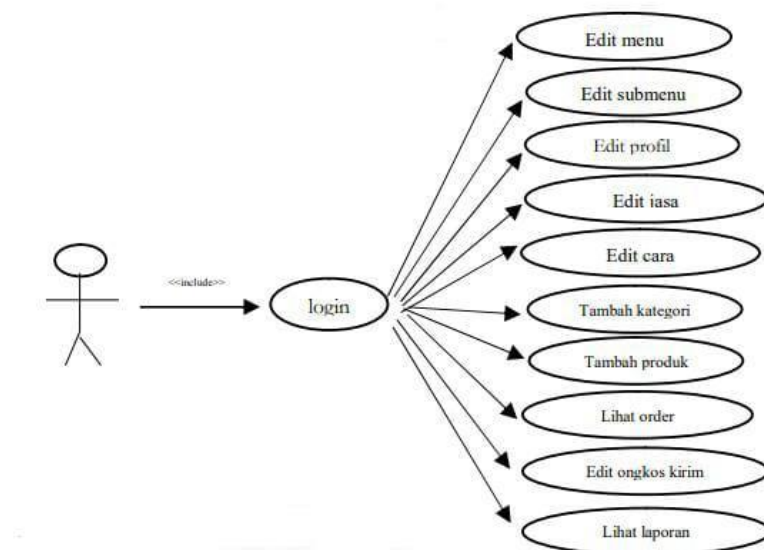 Edit menu
Edit submenu
Edit profil
Edit iasa
<<include>>
login
Edit cara
Tambah kategori
Tambah produk
Lihat order
Edit ongkos kirim
Lihat laporan